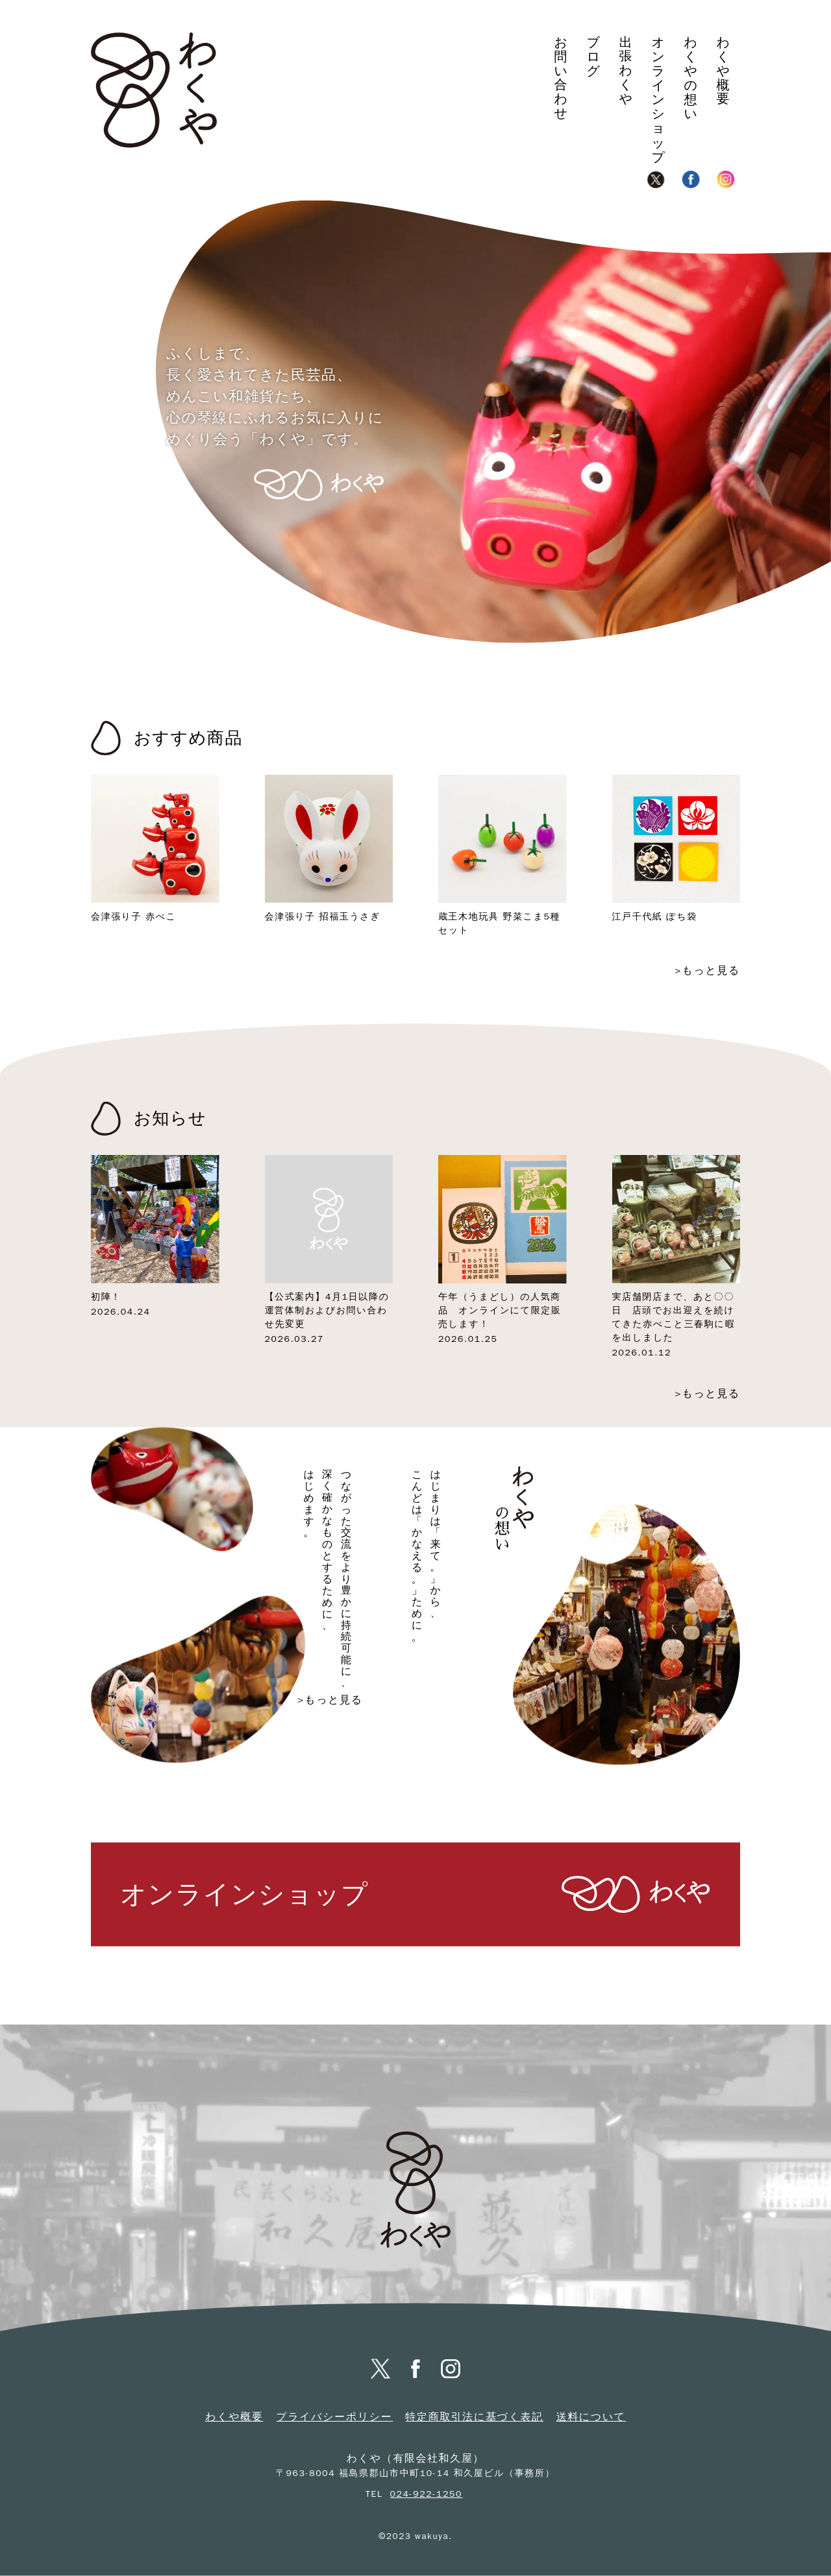 わくや
わくや概要
わくやの想い
オンラインショップ
出張わくや
ブログ
お問い合わせ
ふくしまで、
長く愛されてきた民芸品、
めんこい和雑貨たち、
心の琴線にふれるお気に入りに
めぐり会う「わくや」です。
わくや
おすすめ商品
会津張り子 赤べこ
会津張り子 招福玉うさぎ
蔵王木地玩具 野菜こま5種
セット
江戸千代紙 ぽち袋
>もっと見る
お知らせ
わくや
2026
初陣！
2026.04.24
【公式案内】4月1日以降の
運営体制およびお問い合わ
せ先変更
2026.03.27
午年（うまどし）の人気商
品　オンラインにて限定販
売します！
2026.01.25
実店舗閉店まで、あと〇〇
日　店頭でお出迎えを続け
てきた赤べこと三春駒に暇
を出しました
2026.01.12
>もっと見る
わくや
の想い
はじまりは「来て。」から、
こんどは「かなえる。」ために。
つながった交流をより豊かに持続可能に、
深く確かなものとするために、
はじめます。
>もっと見る
オンラインショップ
わくや
民芸くらぶと
和久屋
わくや
わくや概要
プライバシーポリシー
特定商取引法に基づく表記
送料について
わくや（有限会社和久屋）
〒963-8004 福島県郡山市中町10-14 和久屋ビル（事務所）
TEL 024-922-1250
©2023 wakuya.